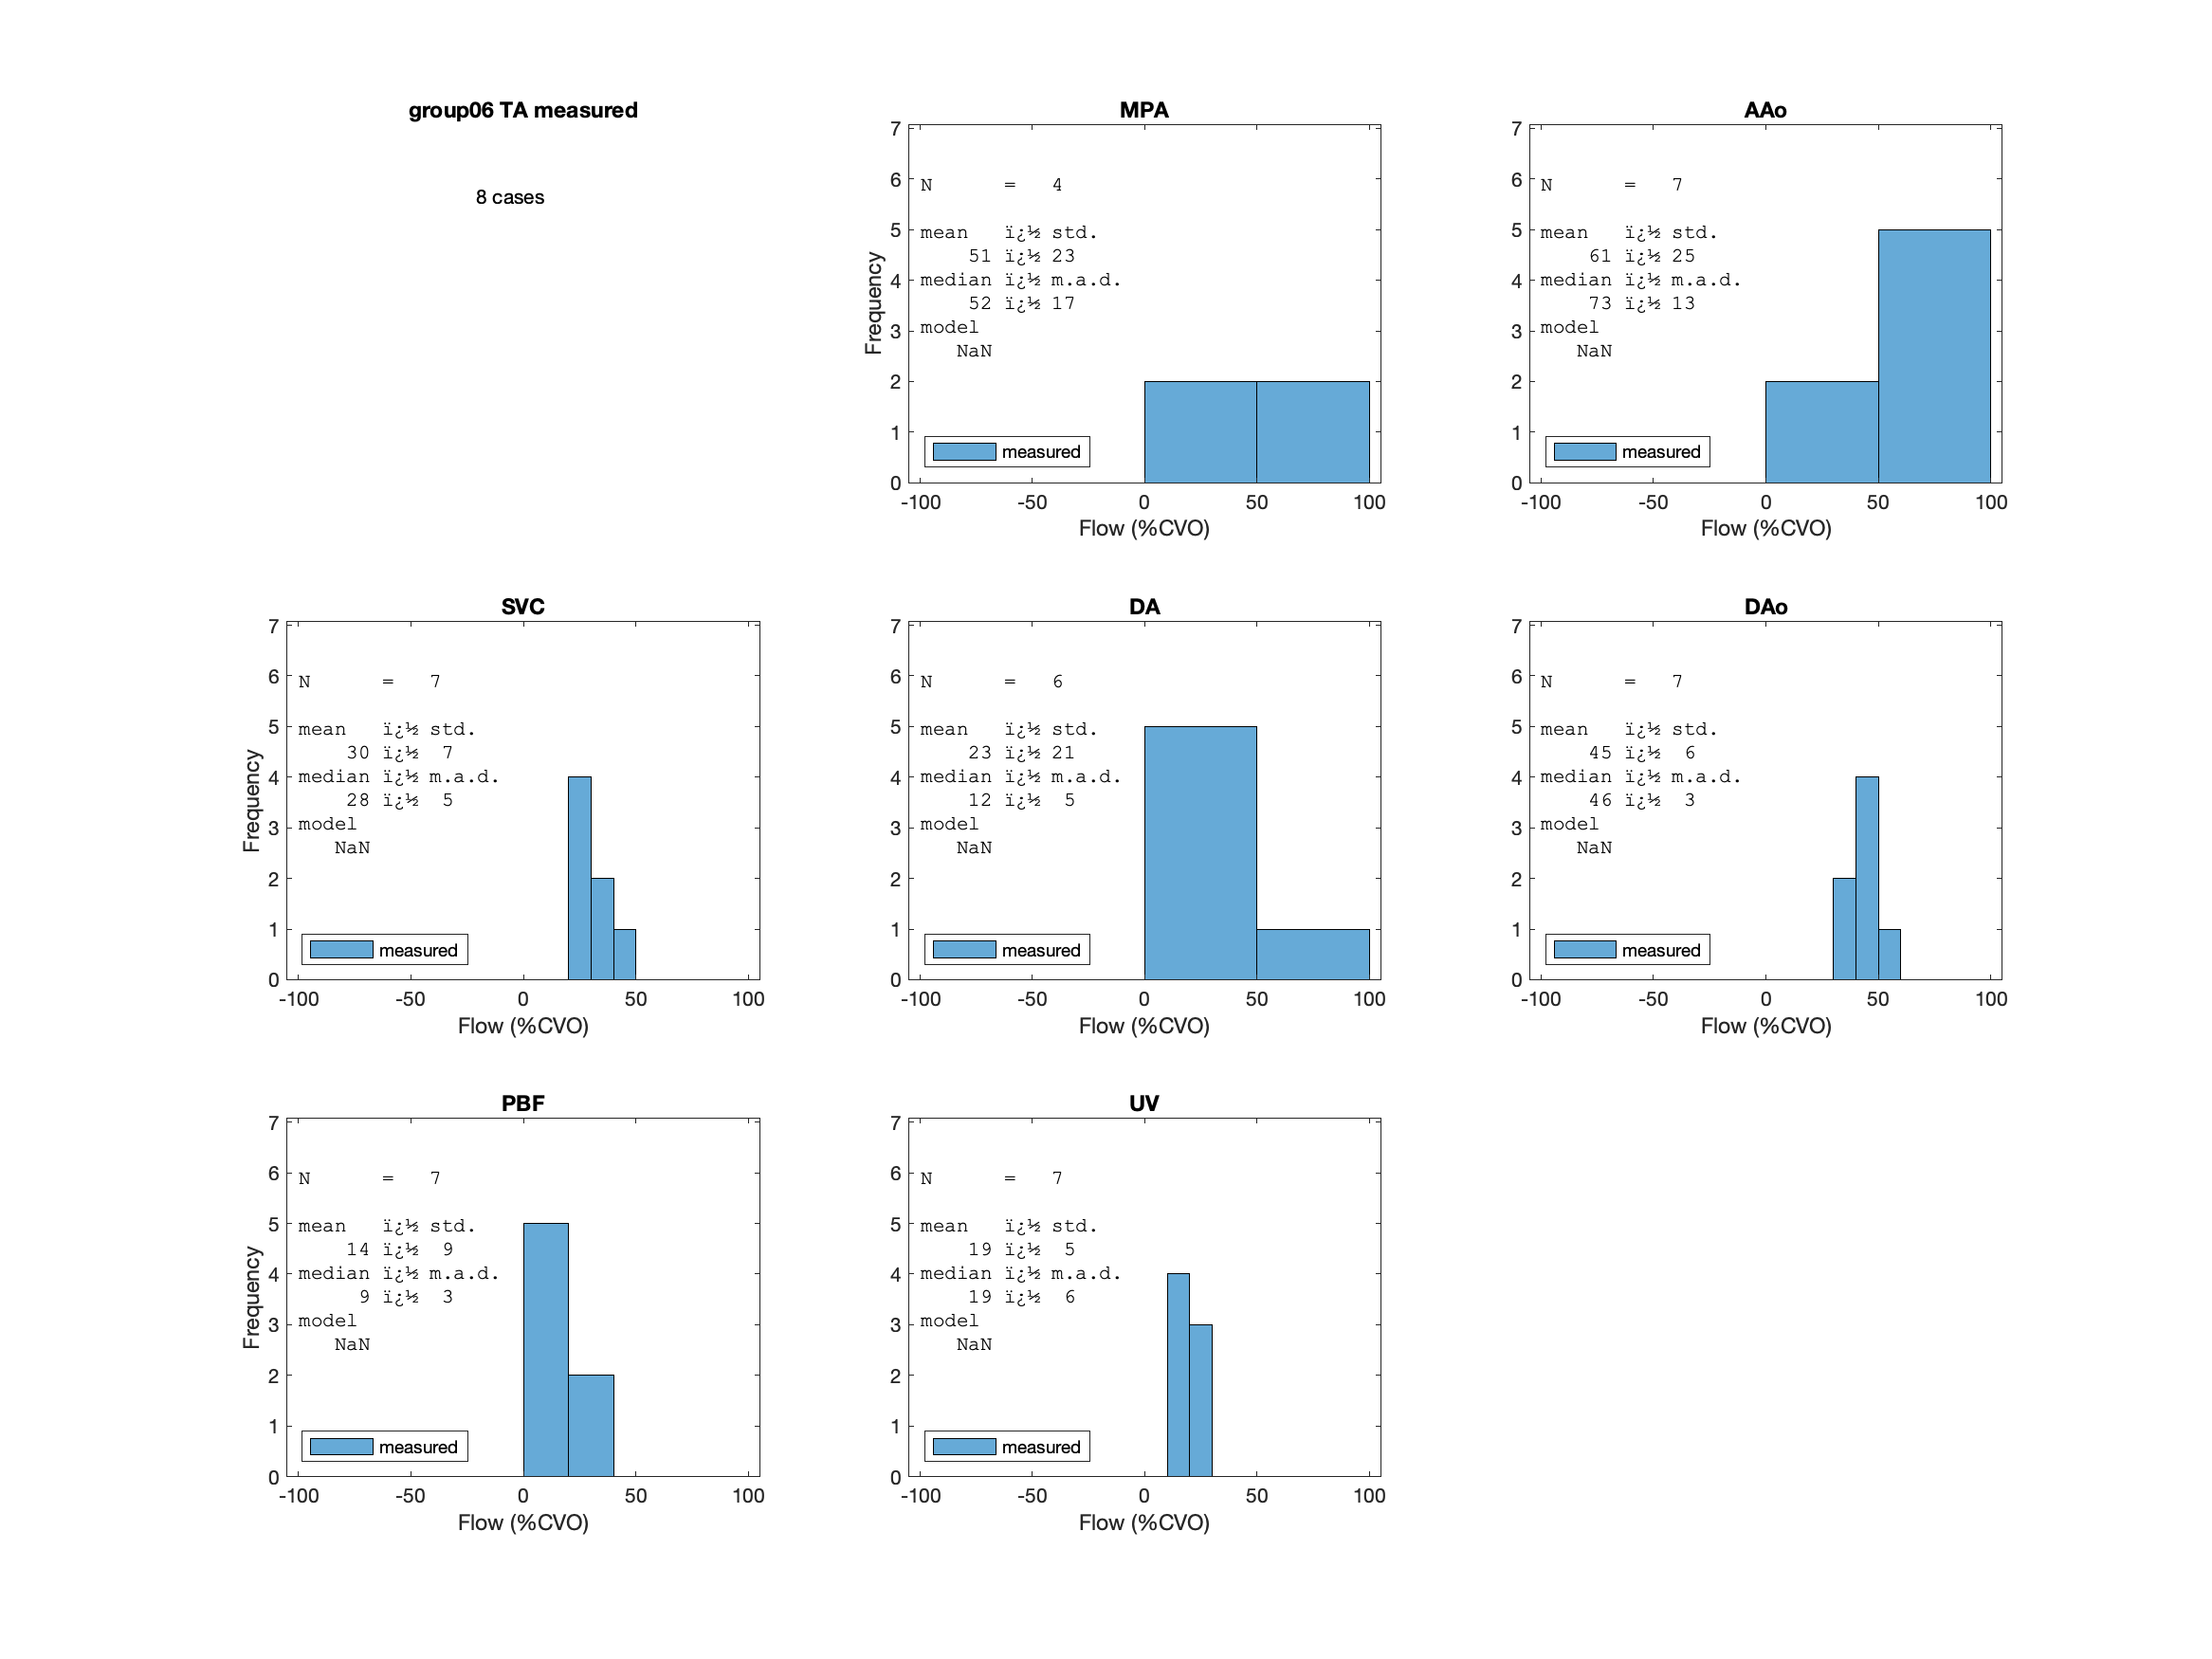 group06 TA measured
8 cases
MPA
7
6
5
4
3
2
1
0
Frequency
N = 4
mean ï¿½ std.
51 ï¿½ 23
median ï¿½ m.a.d.
52 ï¿½ 17
model
NaN
measured
-100 -50 0 50 100
Flow (%CVO)
AAo
7
6
5
4
3
2
1
0
N = 7
mean ï¿½ std.
61 ï¿½ 25
median ï¿½ m.a.d.
73 ï¿½ 13
model
NaN
measured
-100 -50 0 50 100
Flow (%CVO)
SVC
7
6
5
4
3
2
1
0
Frequency
N = 7
mean ï¿½ std.
30 ï¿½ 7
median ï¿½ m.a.d.
28 ï¿½ 5
model
NaN
measured
-100 -50 0 50 100
Flow (%CVO)
DA
7
6
5
4
3
2
1
0
N = 6
mean ï¿½ std.
23 ï¿½ 21
median ï¿½ m.a.d.
12 ï¿½ 5
model
NaN
measured
-100 -50 0 50 100
Flow (%CVO)
DAo
7
6
5
4
3
2
1
0
N = 7
mean ï¿½ std.
45 ï¿½ 6
median ï¿½ m.a.d.
46 ï¿½ 3
model
NaN
measured
-100 -50 0 50 100
Flow (%CVO)
PBF
7
6
5
4
3
2
1
0
Frequency
N = 7
mean ï¿½ std.
14 ï¿½ 9
median ï¿½ m.a.d.
9 ï¿½ 3
model
NaN
measured
-100 -50 0 50 100
Flow (%CVO)
UV
7
6
5
4
3
2
1
0
N = 7
mean ï¿½ std.
19 ï¿½ 5
median ï¿½ m.a.d.
19 ï¿½ 6
model
NaN
measured
-100 -50 0 50 100
Flow (%CVO)